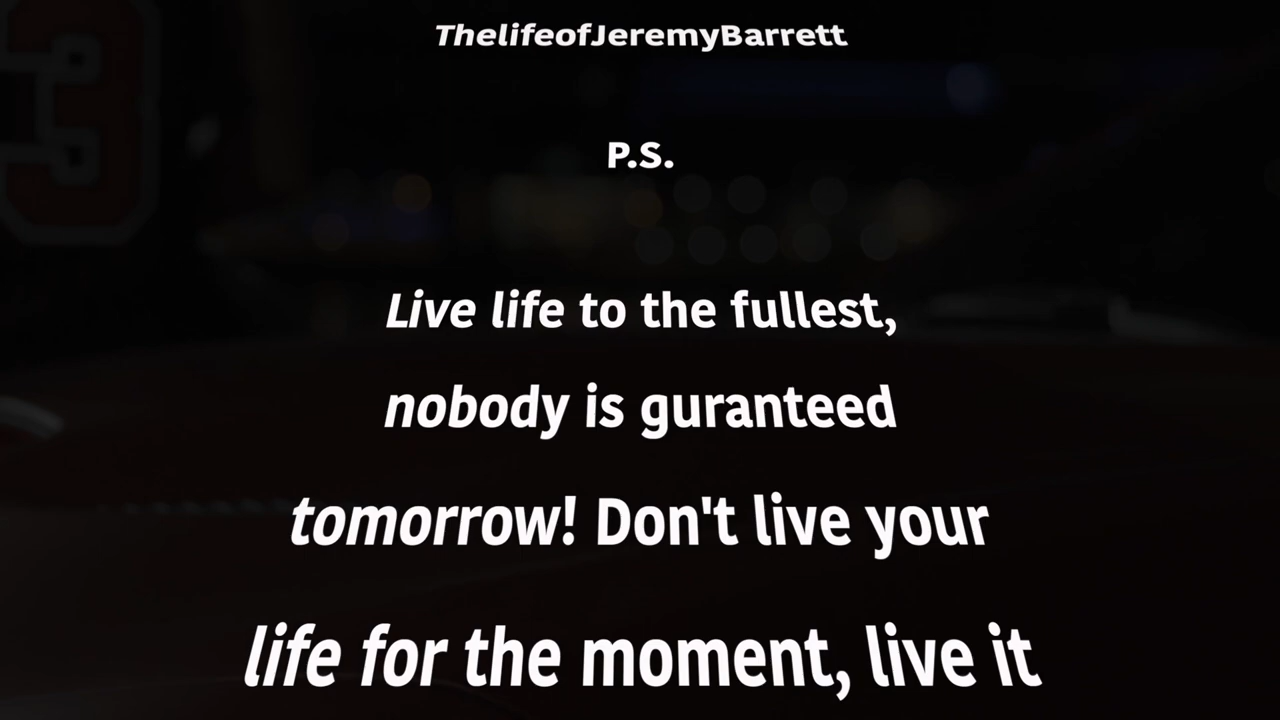 ThelifeofJeremyBarrett
P.S.
Live life to the fullest,
nobody is guranteed
tomorrow! Don't live your
life for the moment, live it